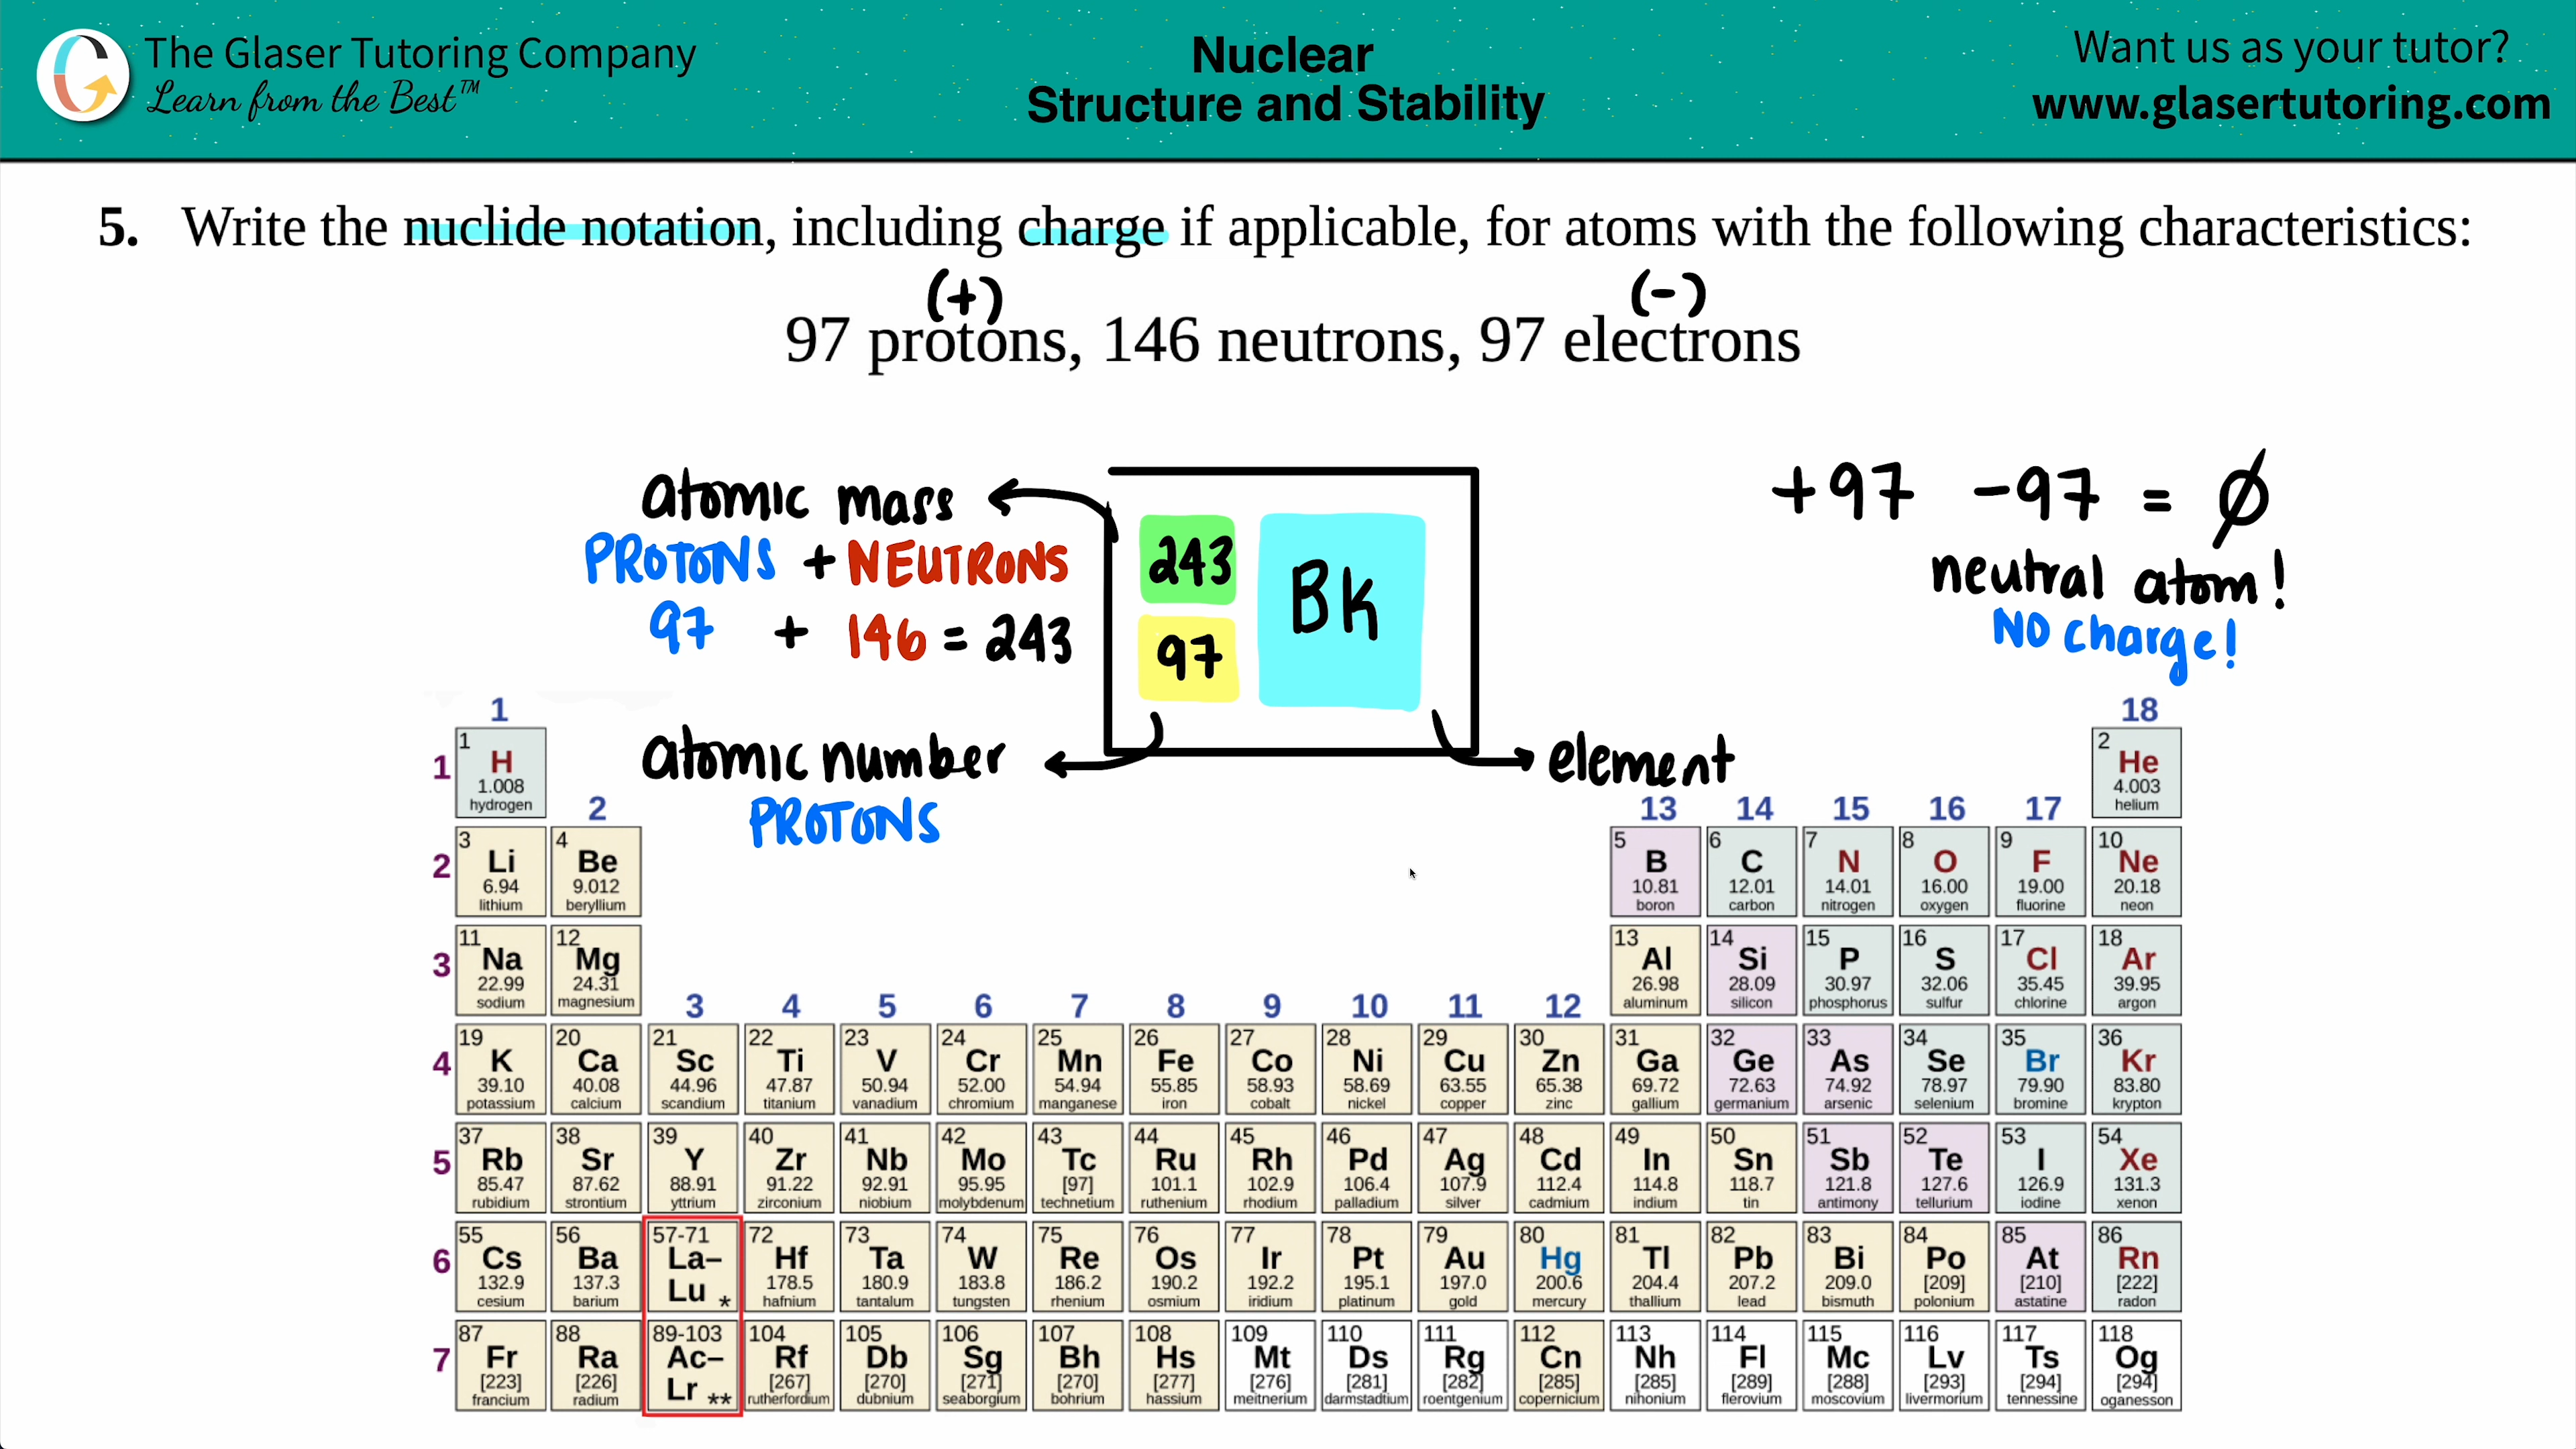 The Glaser Tutoring Company
Learn from the Best™
Nuclear
Structure and Stability
Want us as your tutor?
www.glasertutoring.com
5. Write the nuclide notation, including charge if applicable, for atoms with the following characteristics:
(+) (-)
97 protons, 146 neutrons, 97 electrons
atomic mass
PROTONS + NEUTRONS
97 + 146 = 243
243
97
Bk
+97 -97 = ∅
neutral atom!
NO charge!
atomic number
PROTONS
element
1 18
1 1 H 1.008 hydrogen 2 He 4.003 helium
2 13 14 15 16 17
2 3 Li 6.94 lithium 4 Be 9.012 beryllium 5 B 10.81 boron 6 C 12.01 carbon 7 N 14.01 nitrogen 8 O 16.00 oxygen 9 F 19.00 fluorine 10 Ne 20.18 neon
3 11 Na 22.99 sodium 12 Mg 24.31 magnesium 13 Al 26.98 aluminum 14 Si 28.09 silicon 15 P 30.97 phosphorus 16 S 32.06 sulfur 17 Cl 35.45 chlorine 18 Ar 39.95 argon
3 4 5 6 7 8 9 10 11 12
4 19 K 39.10 potassium 20 Ca 40.08 calcium 21 Sc 44.96 scandium 22 Ti 47.87 titanium 23 V 50.94 vanadium 24 Cr 52.00 chromium 25 Mn 54.94 manganese 26 Fe 55.85 iron 27 Co 58.93 cobalt 28 Ni 58.69 nickel 29 Cu 63.55 copper 30 Zn 65.38 zinc 31 Ga 69.72 gallium 32 Ge 72.63 germanium 33 As 74.92 arsenic 34 Se 78.97 selenium 35 Br 79.90 bromine 36 Kr 83.80 krypton
5 37 Rb 85.47 rubidium 38 Sr 87.62 strontium 39 Y 88.91 yttrium 40 Zr 91.22 zirconium 41 Nb 92.91 niobium 42 Mo 95.95 molybdenum 43 Tc [97] technetium 44 Ru 101.1 ruthenium 45 Rh 102.9 rhodium 46 Pd 106.4 palladium 47 Ag 107.9 silver 48 Cd 112.4 cadmium 49 In 114.8 indium 50 Sn 118.7 tin 51 Sb 121.8 antimony 52 Te 127.6 tellurium 53 I 126.9 iodine 54 Xe 131.3 xenon
6 55 Cs 132.9 cesium 56 Ba 137.3 barium 57-71 La– Lu * 72 Hf 178.5 hafnium 73 Ta 180.9 tantalum 74 W 183.8 tungsten 75 Re 186.2 rhenium 76 Os 190.2 osmium 77 Ir 192.2 iridium 78 Pt 195.1 platinum 79 Au 197.0 gold 80 Hg 200.6 mercury 81 Tl 204.4 thallium 82 Pb 207.2 lead 83 Bi 209.0 bismuth 84 Po [209] polonium 85 At [210] astatine 86 Rn [222] radon
7 87 Fr [223] francium 88 Ra [226] radium 89-103 Ac– Lr ** 104 Rf [267] rutherfordium 105 Db [270] dubnium 106 Sg [271] seaborgium 107 Bh [270] bohrium 108 Hs [277] hassium 109 Mt [276] meitnerium 110 Ds [281] darmstadtium 111 Rg [282] roentgenium 112 Cn [285] copernicium 113 Nh [285] nihonium 114 Fl [289] flerovium 115 Mc [288] moscovium 116 Lv [293] livermorium 117 Ts [294] tennessine 118 Og [294] oganesson